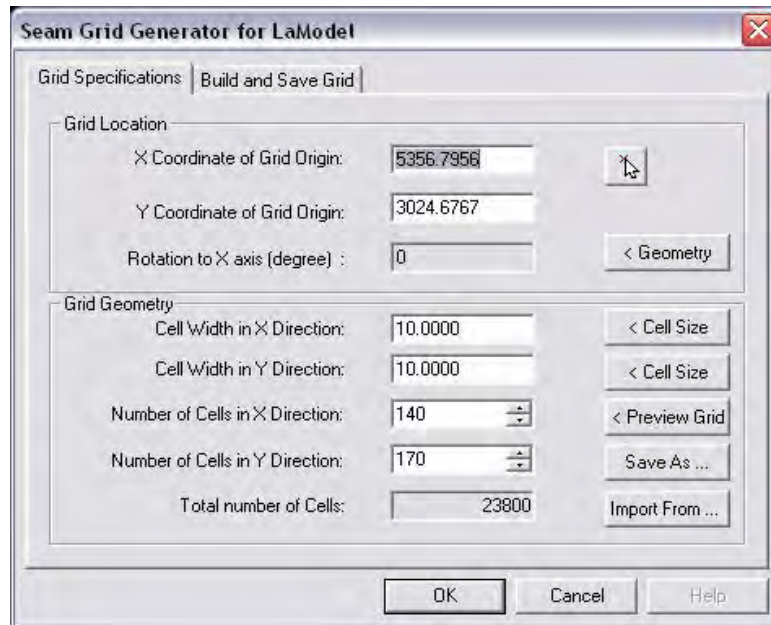 Seam Grid Generator for LaModel
Grid Specifications Build and Save Grid
Grid Location
X Coordinate of Grid Origin: 5356.7956
Y Coordinate of Grid Origin: 3024.6767
Rotation to X axis (degree) : 0 < Geometry
Grid Geometry
Cell Width in X Direction: 10.0000 < Cell Size
Cell Width in Y Direction: 10.0000 < Cell Size
Number of Cells in X Direction: 140 < Preview Grid
Number of Cells in Y Direction: 170 Save As ...
Total number of Cells: 23800 Import From ...
OK Cancel Help